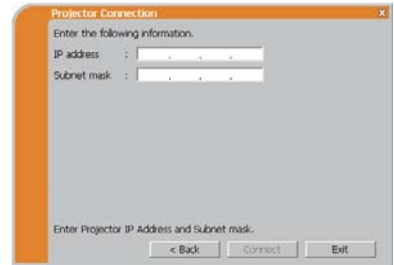 Projector Connection x
Enter the following information.
IP address : . . .
Subnet mask : . . .
Enter Projector IP Address and Subnet mask.
< Back Connect Exit